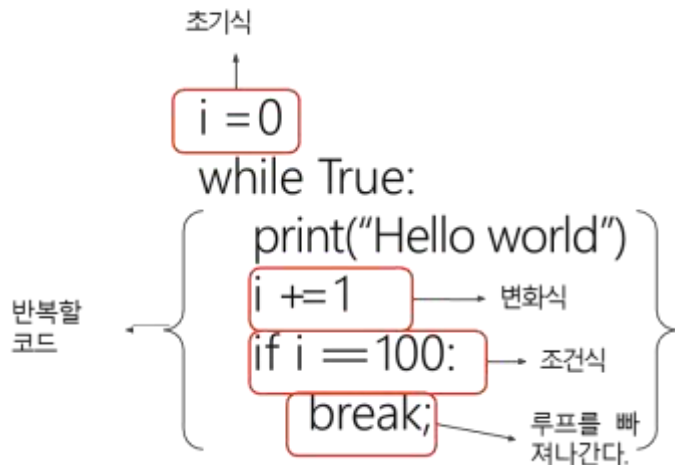 초기식
i = 0
while True:
print(“Hello world”)
i += 1
변화식
반복할
코드
if i == 100:
조건식
break;
루프를 빠
져나간다.